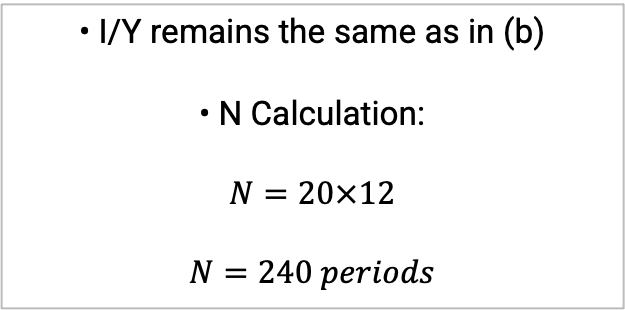 • I/Y remains the same as in (b)
• N Calculation:
N = 20×12
N = 240 periods